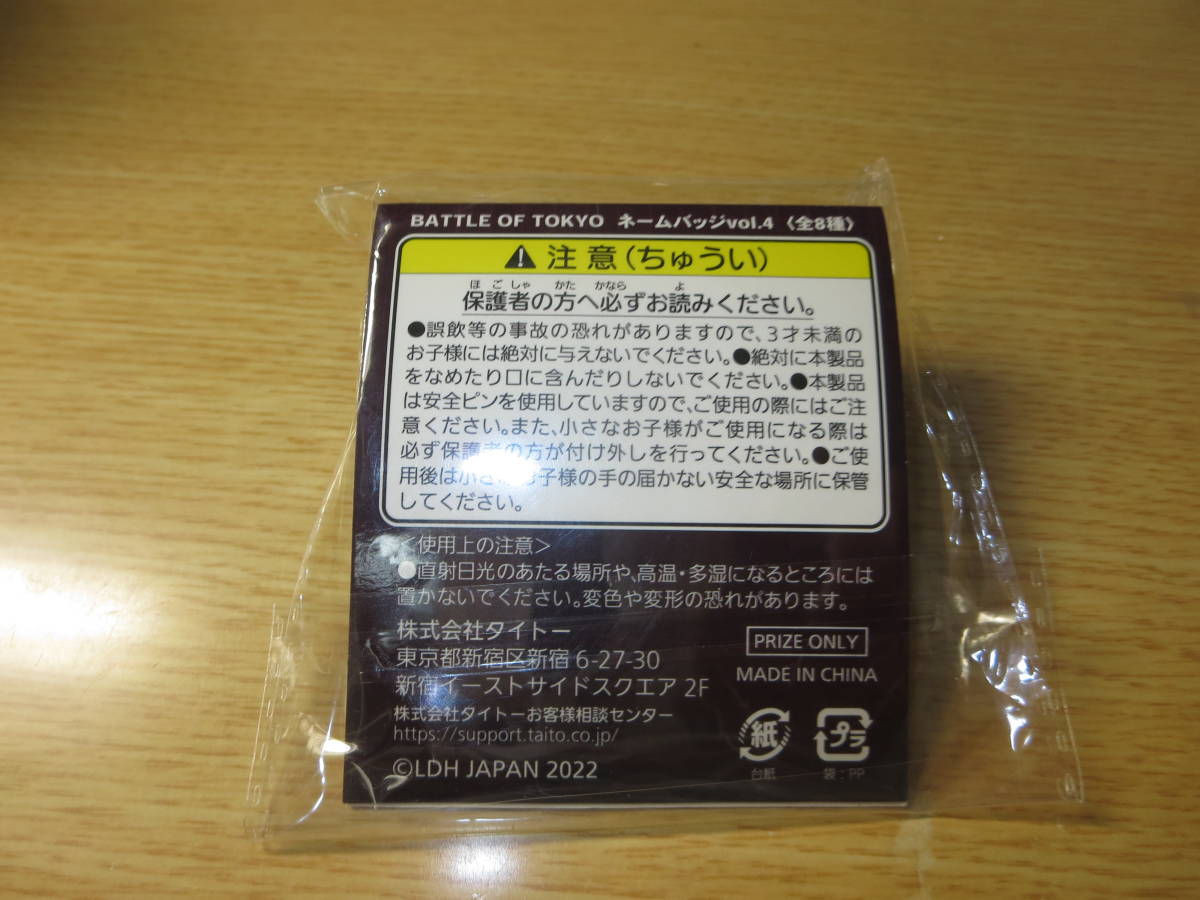 BATTLE OF TOKYO ネームバッジvol.4 〈全8種〉
注意(ちゅうい)
ほごしゃ かた かなら よ
保護者の方へ必ずお読みください。
●誤飲等の事故の恐れがありますので、3才未満の
お子様には絶対に与えないでください。●絶対に本製品
をなめたり口に含んだりしないでください。●本製品
は安全ピンを使用していますので、ご使用の際にはご注
意ください。また、小さなお子様がご使用になる際は
必ず保護者の方が付け外しを行ってください。●ご使
用後は小さなお子様の手の届かない安全な場所に保管
してください。
<使用上の注意>
●直射日光のあたる場所や、高温・多湿になるところには
置かないでください。変色や変形の恐れがあります。
株式会社タイトー
東京都新宿区新宿 6-27-30
新宿イーストサイドスクエア 2F
株式会社タイトーお客様相談センター
https://support.taito.co.jp/
©LDH JAPAN 2022
PRIZE ONLY
MADE IN CHINA
紙
台紙
プラ
袋:PP